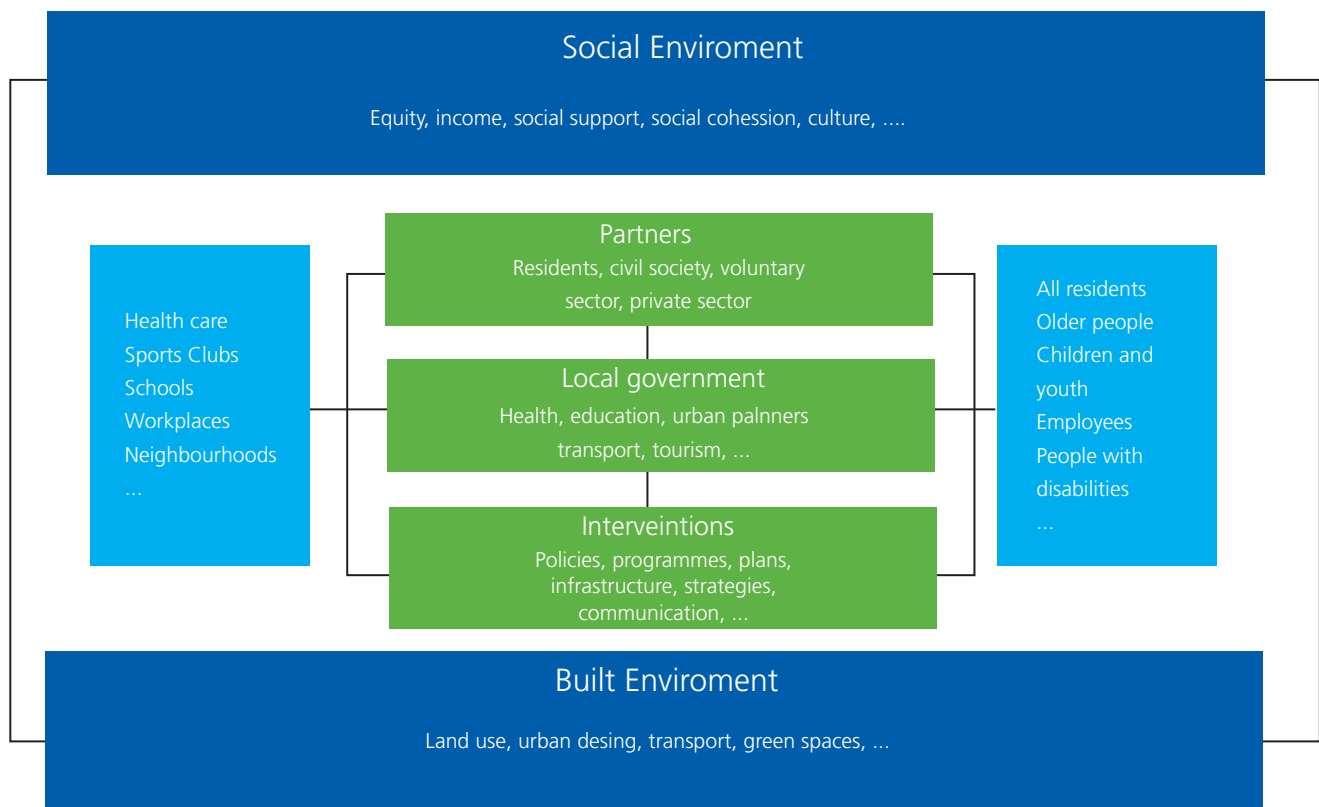 Social Enviroment
Equity, income, social support, social cohession, culture, ....
Partners
Residents, civil society, voluntary
sector, private sector
Health care
Sports Clubs
Schools
Workplaces
Neighbourhoods
...
Local government
Health, education, urban palnners
transport, tourism, ...
Interveintions
Policies, programmes, plans,
infrastructure, strategies,
communication, ...
All residents
Older people
Children and
youth
Employees
People with
disabilities
...
Built Enviroment
Land use, urban desing, transport, green spaces, ...